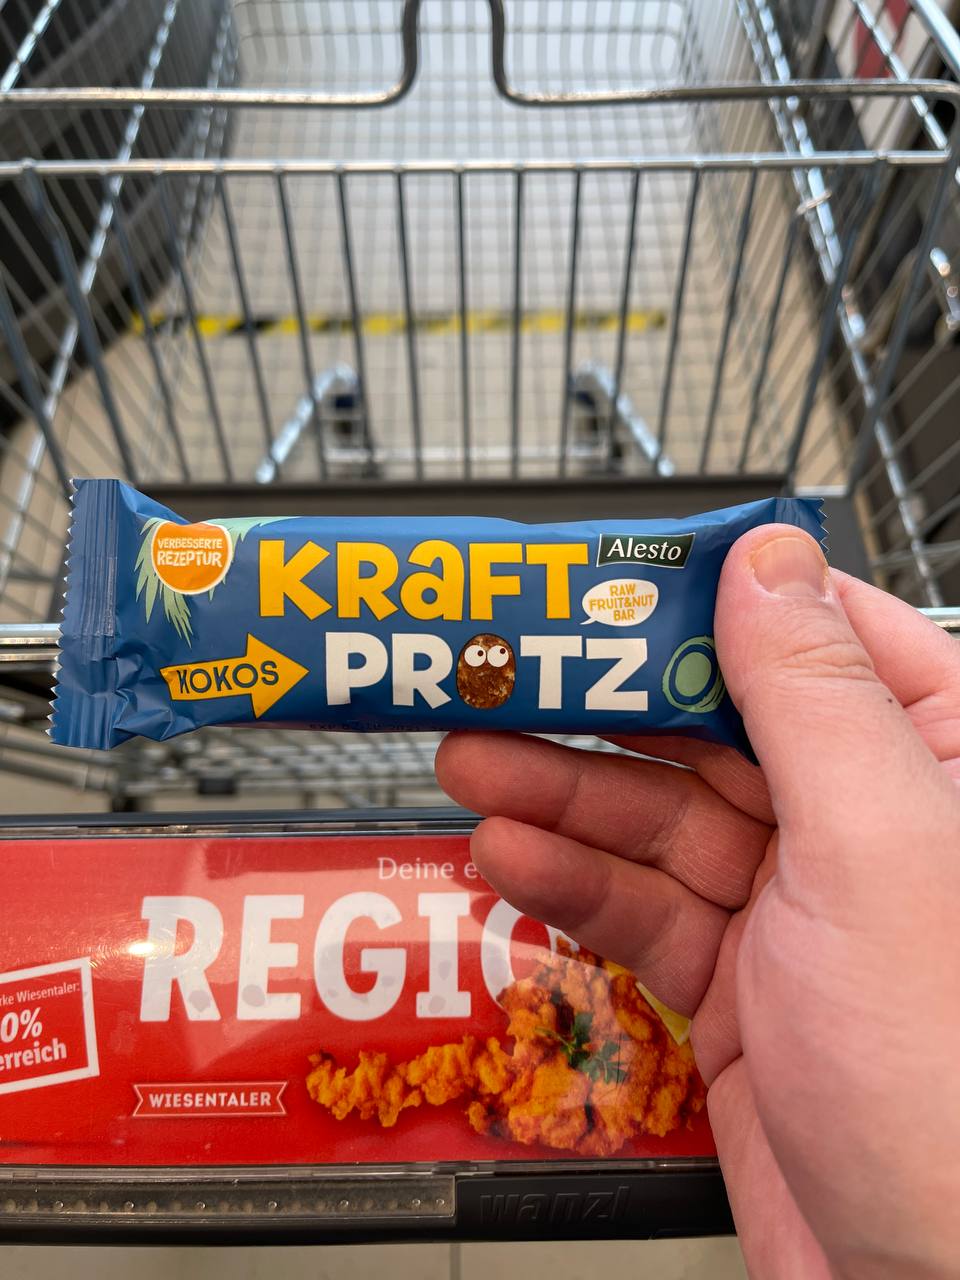 VERBESSERTE
REZEPTUR
KRAFT
Alesto
RAW
FRUIT&NUT
BAR
KOKOS
PROTZ
Deine
REGIO
Wiesentaler:
0%
erreich
WIESENTALER
wanzl